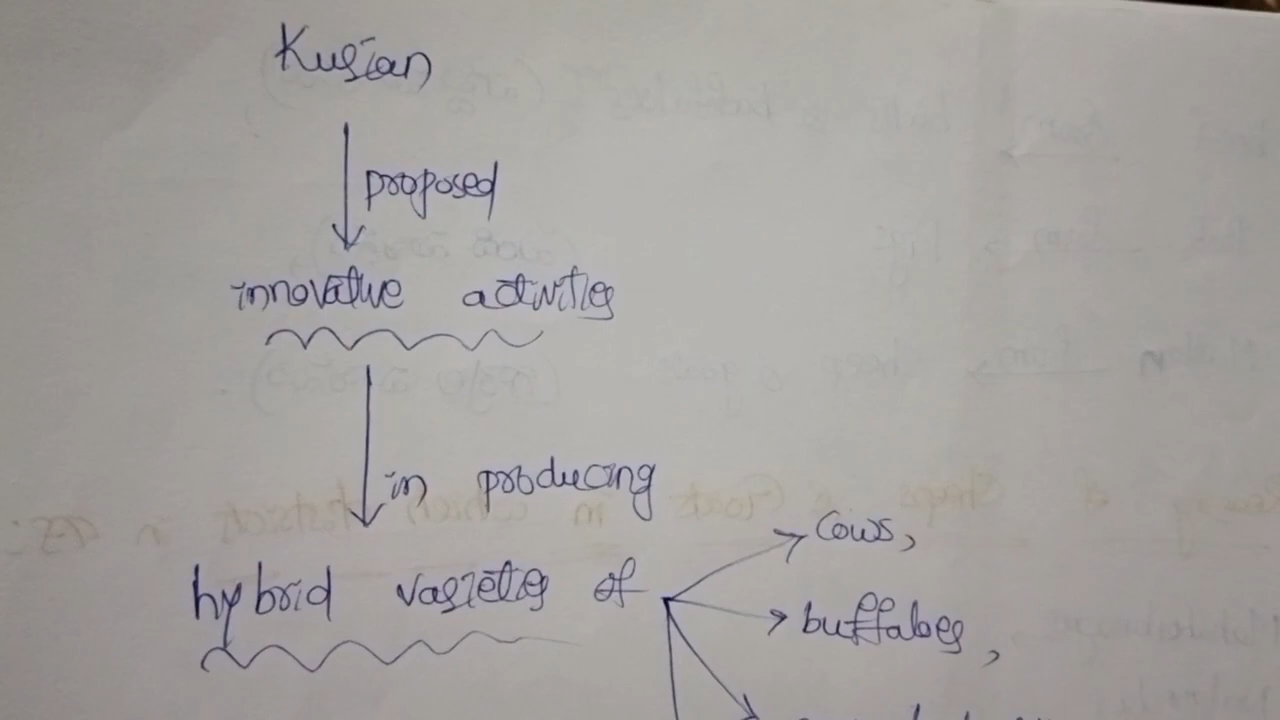 Kurian
proposed
innovative activities
in producing
hybrid varieties of
cows,
buffaloes,